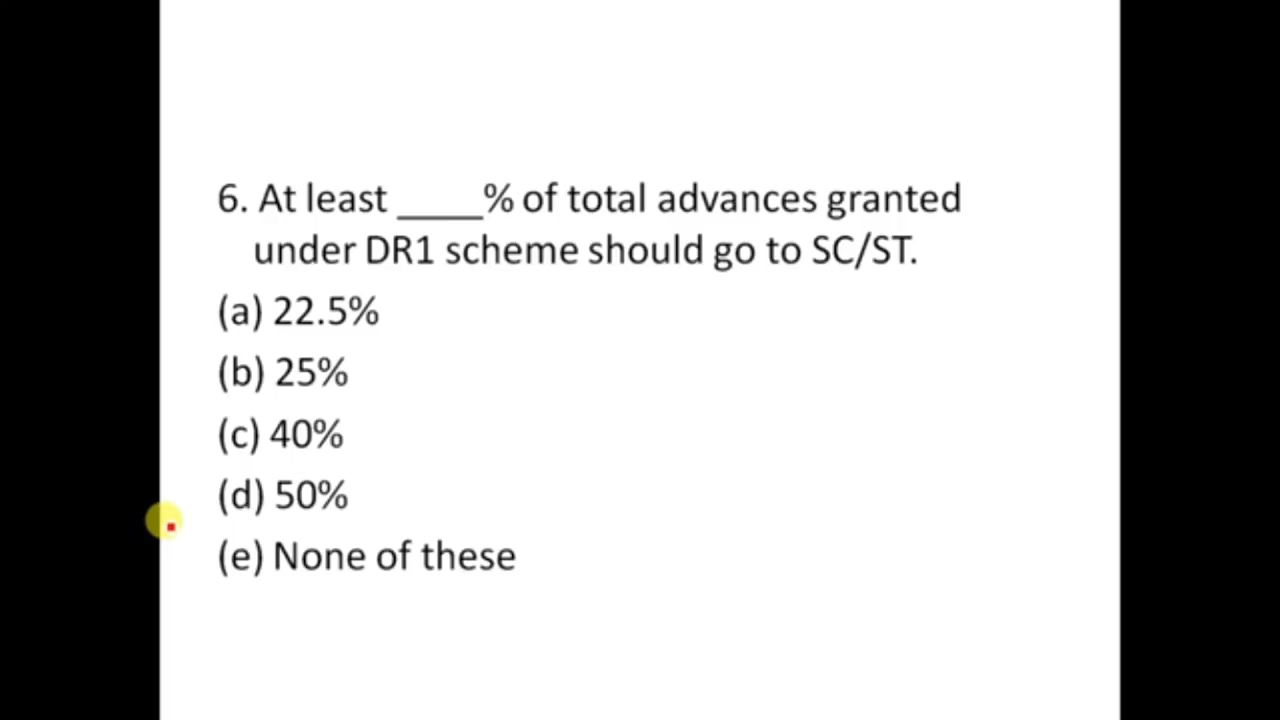 6. At least ____% of total advances granted
under DR1 scheme should go to SC/ST.
(a) 22.5%
(b) 25%
(c) 40%
(d) 50%
(e) None of these